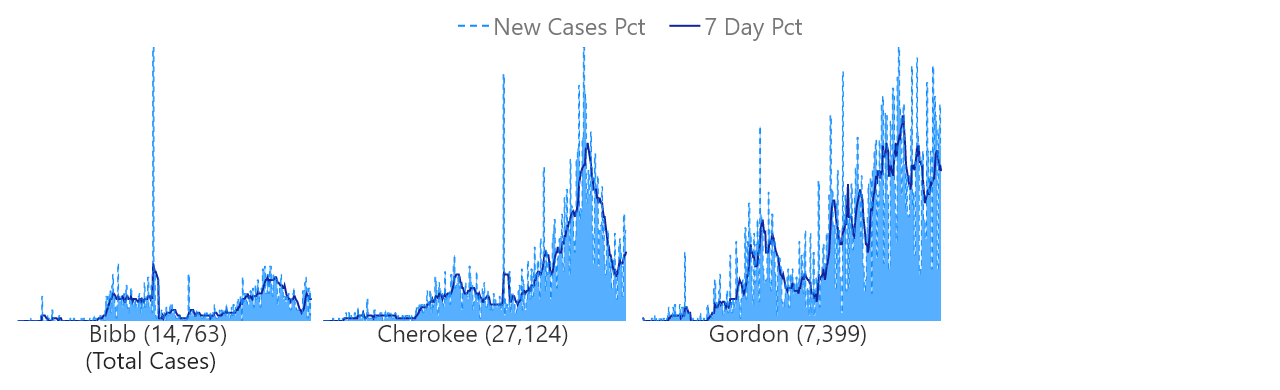 New Cases Pct 7 Day Pct
Bibb (14,763) Cherokee (27,124) Gordon (7,399)
(Total Cases)